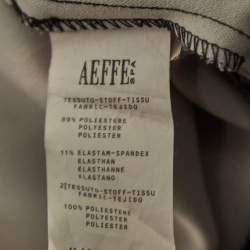 AEFFE SPA
TESSUTO-STOFF-TISSU
FABRIC-TEJIDO
89% POLIESTERE
POLYESTER
POLIESTER
11% ELASTAM-SPANDEX
ELASTHAN
ELASTHANNE
ELASTANO
2|TESSUTO-STOFF-TISSU
FABRIC-TEJIDO
100% POLIESTERE
POLYESTER
POLIESTER